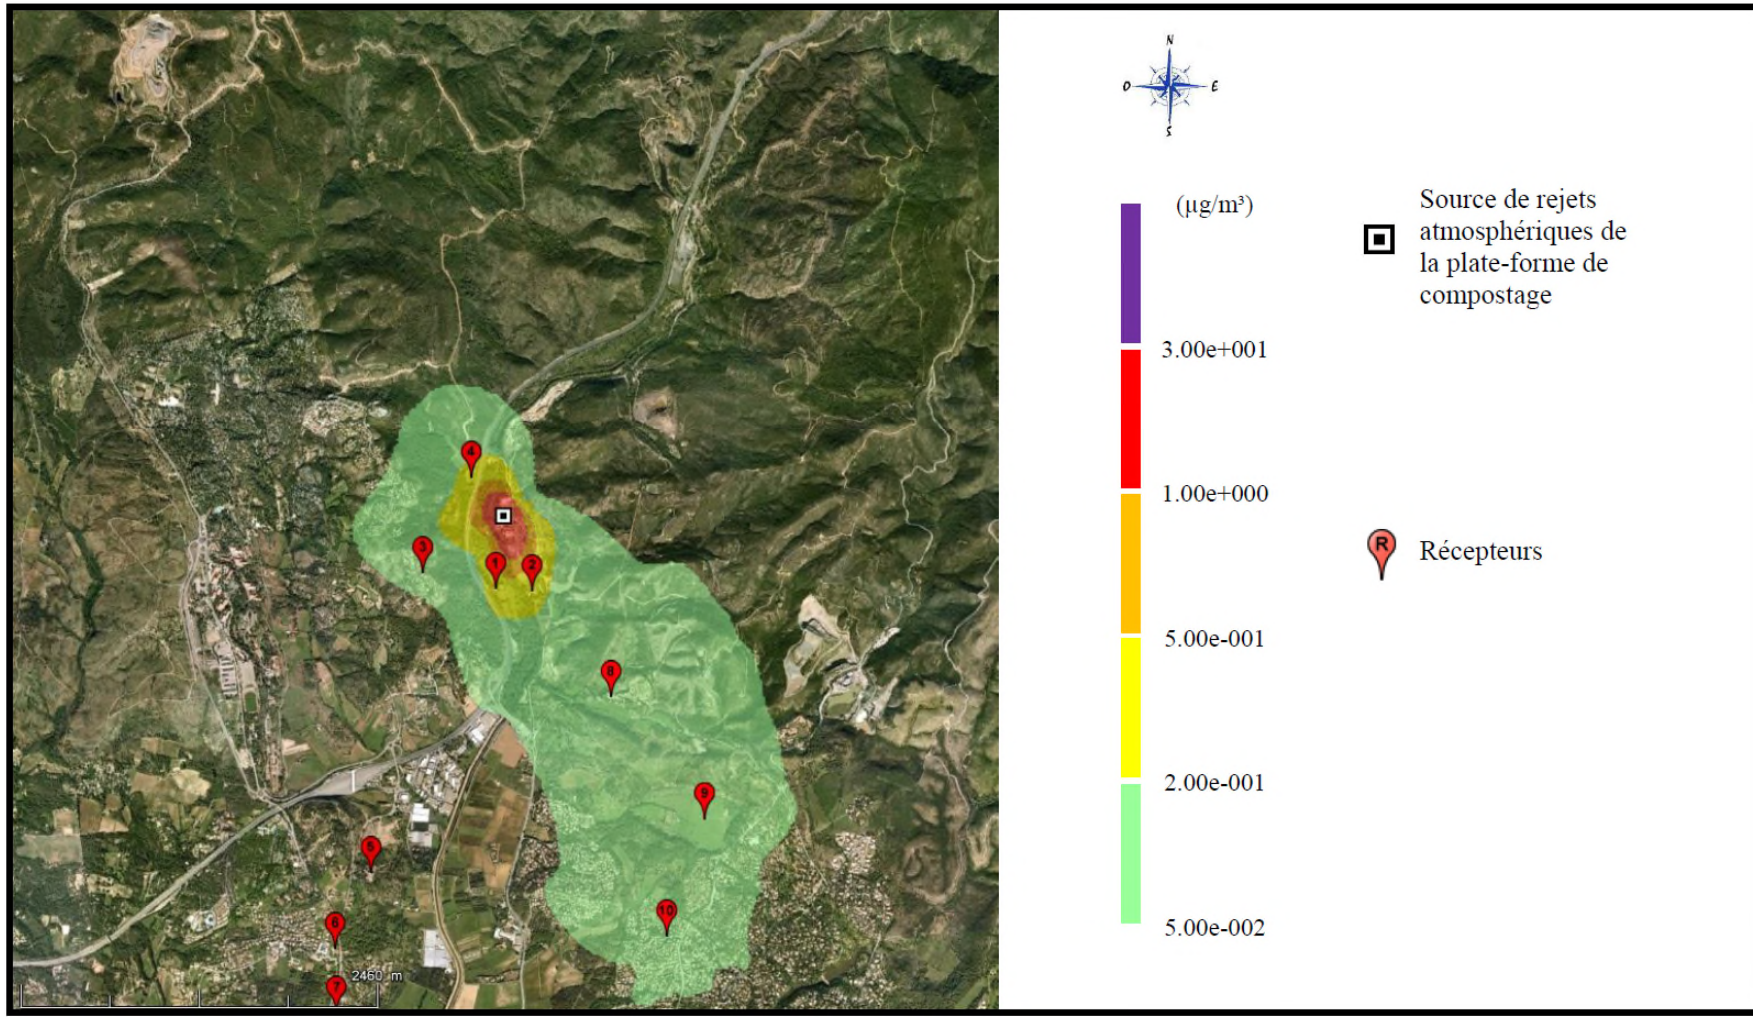 N
O
E
S
(µg/m³)
3.00e+001
1.00e+000
5.00e-001
2.00e-001
5.00e-002
Source de rejets
atmosphériques de
la plate-forme de
compostage
R
Récepteurs
4
3
1
2
8
9
5
10
6
7
2460 m